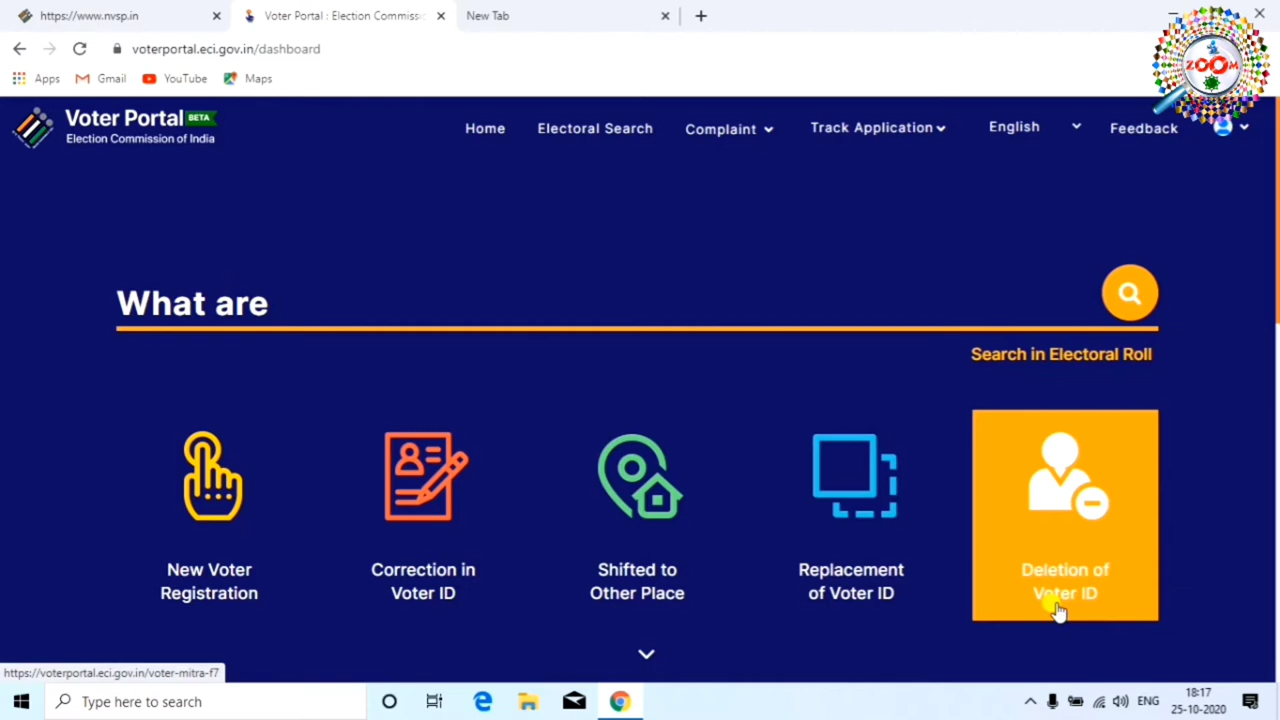 https://www.nvsp.in
Voter Portal : Election Commissi
New Tab
voterportal.eci.gov.in/dashboard
Apps
Gmail
YouTube
Maps
ZOOM
Voter Portal BETA
Election Commission of India
Home
Electoral Search
Complaint
Track Application
English
Feedback
What are
Search in Electoral Roll
New Voter
Registration
Correction in
Voter ID
Shifted to
Other Place
Replacement
of Voter ID
Deletion of
Voter ID
https://voterportal.eci.gov.in/voter-mitra-f7
Type here to search
ENG
18:17
25-10-2020